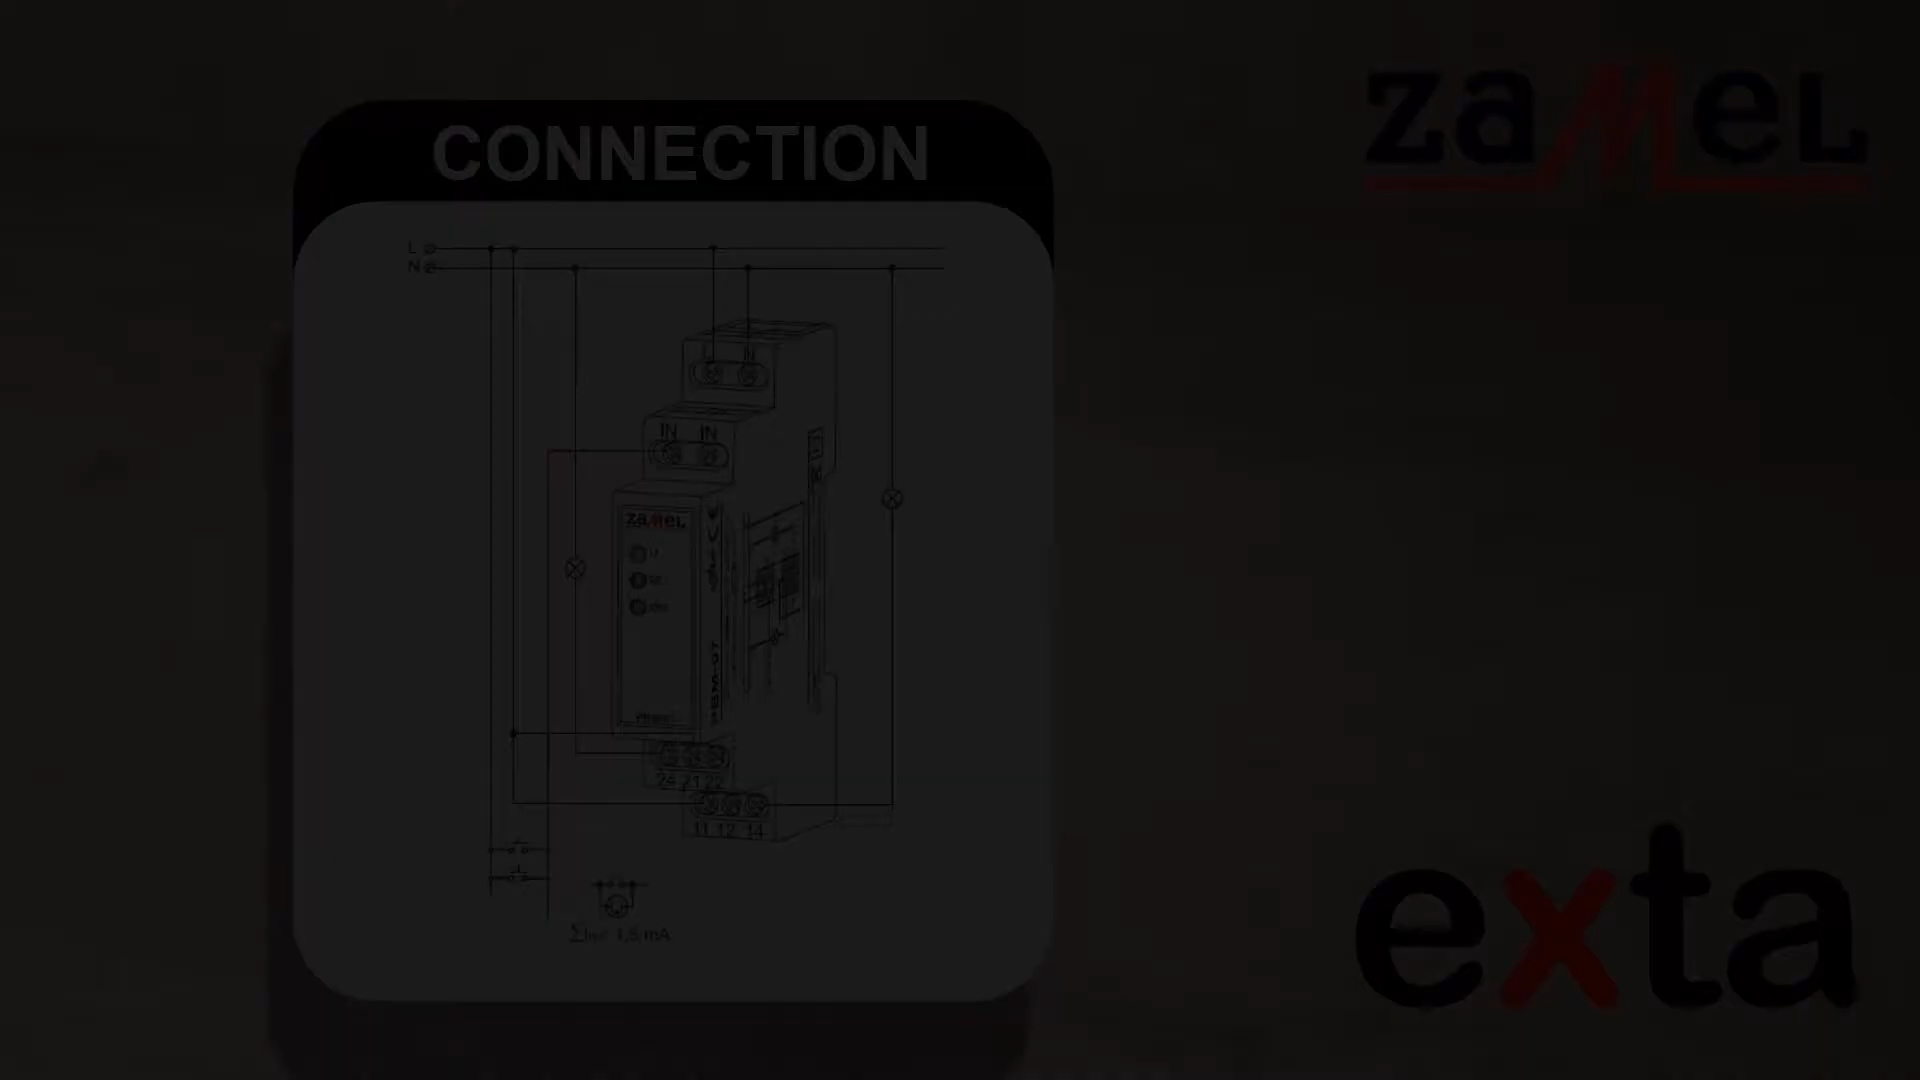 CONNECTION
ZAMEL
L
N
L N
IN IN
ZAMEL
24 21 22
11 12 14
exta